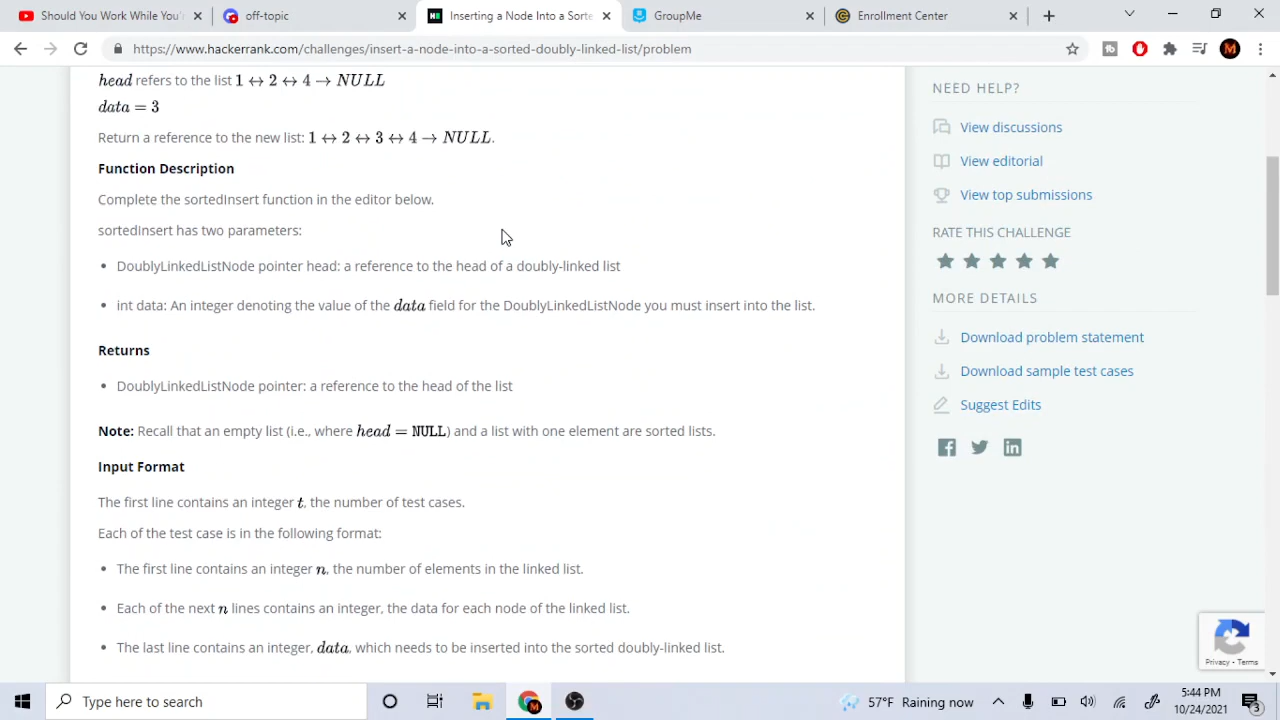 Should You Work While
off-topic
Inserting a Node Into a Sorte
GroupMe
Enrollment Center
https://www.hackerrank.com/challenges/insert-a-node-into-a-sorted-doubly-linked-list/problem
M
head refers to the list 1 ↔ 2 ↔ 4 → NULL
data = 3
Return a reference to the new list: 1 ↔ 2 ↔ 3 ↔ 4 → NULL.
Function Description
Complete the sortedInsert function in the editor below.
sortedInsert has two parameters:
• DoublyLinkedListNode pointer head: a reference to the head of a doubly-linked list
• int data: An integer denoting the value of the data field for the DoublyLinkedListNode you must insert into the list.
Returns
• DoublyLinkedListNode pointer: a reference to the head of the list
Note: Recall that an empty list (i.e., where head = NULL) and a list with one element are sorted lists.
Input Format
The first line contains an integer t, the number of test cases.
Each of the test case is in the following format:
• The first line contains an integer n, the number of elements in the linked list.
• Each of the next n lines contains an integer, the data for each node of the linked list.
• The last line contains an integer, data, which needs to be inserted into the sorted doubly-linked list.
NEED HELP?
View discussions
View editorial
View top submissions
RATE THIS CHALLENGE
MORE DETAILS
Download problem statement
Download sample test cases
Suggest Edits
Privacy - Terms
Type here to search
57°F Raining now
5:44 PM
10/24/2021
3